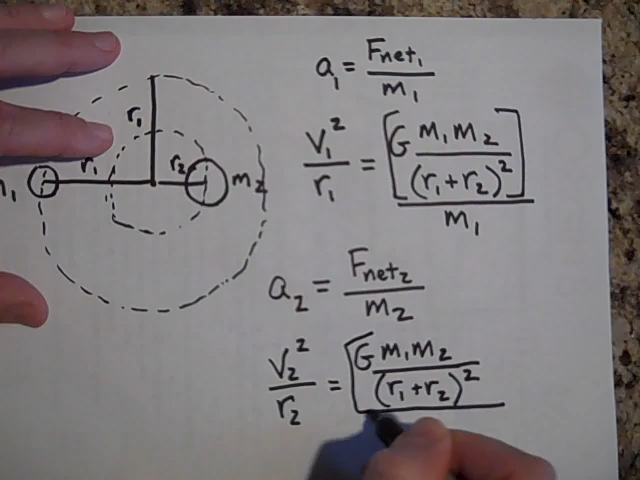 a₁ = Fnet₁ / m₁
r₁
V₁² / r₁ = [G m₁m₂ / (r₁+r₂)²] / m₁
r₁ r₂
m₁ m₂
a₂ = Fnet₂ / m₂
V₂² / r₂ = [G m₁m₂ / (r₁+r₂)²